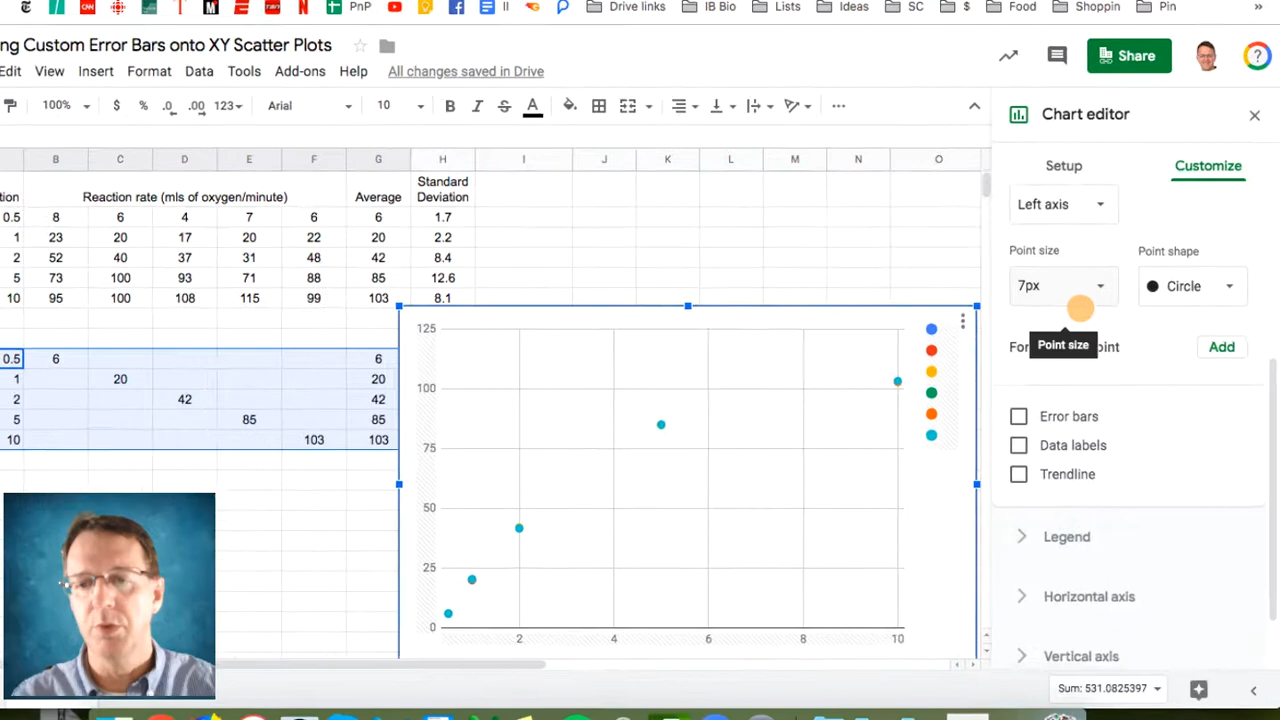 PnP II Drive links IB Bio Lists Ideas SC $ Food Shoppin Pin
ng Custom Error Bars onto XY Scatter Plots
Share
Edit View Insert Format Data Tools Add-ons Help All changes saved in Drive
100% $ % .0 .00 123 Arial 10 B I S A
Chart editor
B C D E F G H I J K L M N O
Setup Customize
tion Reaction rate (mls of oxygen/minute) Average Standard
Deviation
0.5 8 6 4 7 6 6 1.7
1 23 20 17 20 22 20 2.2
2 52 40 37 31 48 42 8.4
5 73 100 93 71 88 85 12.6
10 95 100 108 115 99 103 8.1
0.5 6 6
1 20 20
2 42 42
5 85 85
10 103 103
125
100
75
50
25
0
2 4 6 8 10
Left axis
Point size Point shape
7px Circle
Point size
For point Add
Error bars
Data labels
Trendline
Legend
Horizontal axis
Vertical axis
Sum: 531.0825397